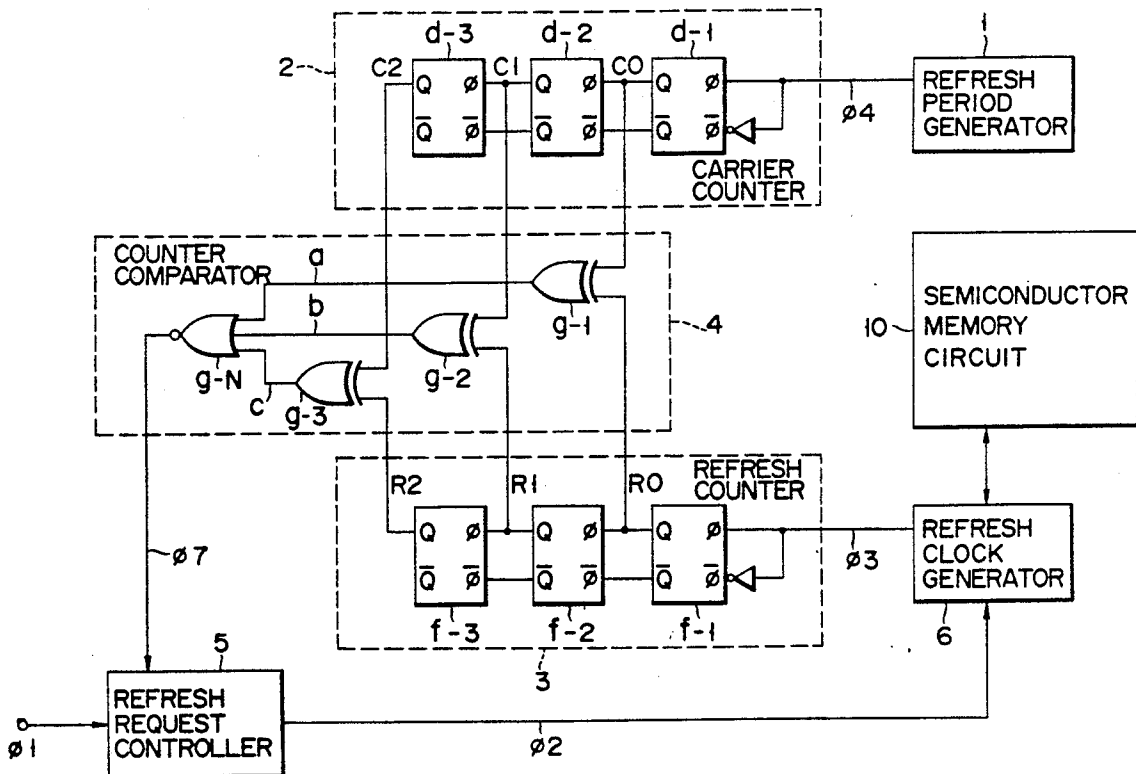 d-3
d-2
d-1
1
2
C2
C1
C0
Q
ø
Q
ø
Q
ø
Q̅
ø̅
Q̅
ø̅
Q̅
ø̅
CARRIER
COUNTER
ø4
REFRESH
PERIOD
GENERATOR
COUNTER
COMPARATOR
a
b
c
g-1
g-2
g-3
g-N
4
10
SEMICONDUCTOR
MEMORY
CIRCUIT
REFRESH
COUNTER
R2
R1
R0
Q
ø
Q
ø
Q
ø
Q̅
ø̅
Q̅
ø̅
Q̅
ø̅
f-3
f-2
f-1
3
ø3
REFRESH
CLOCK
GENERATOR
6
ø7
5
REFRESH
REQUEST
CONTROLLER
ø1
ø2